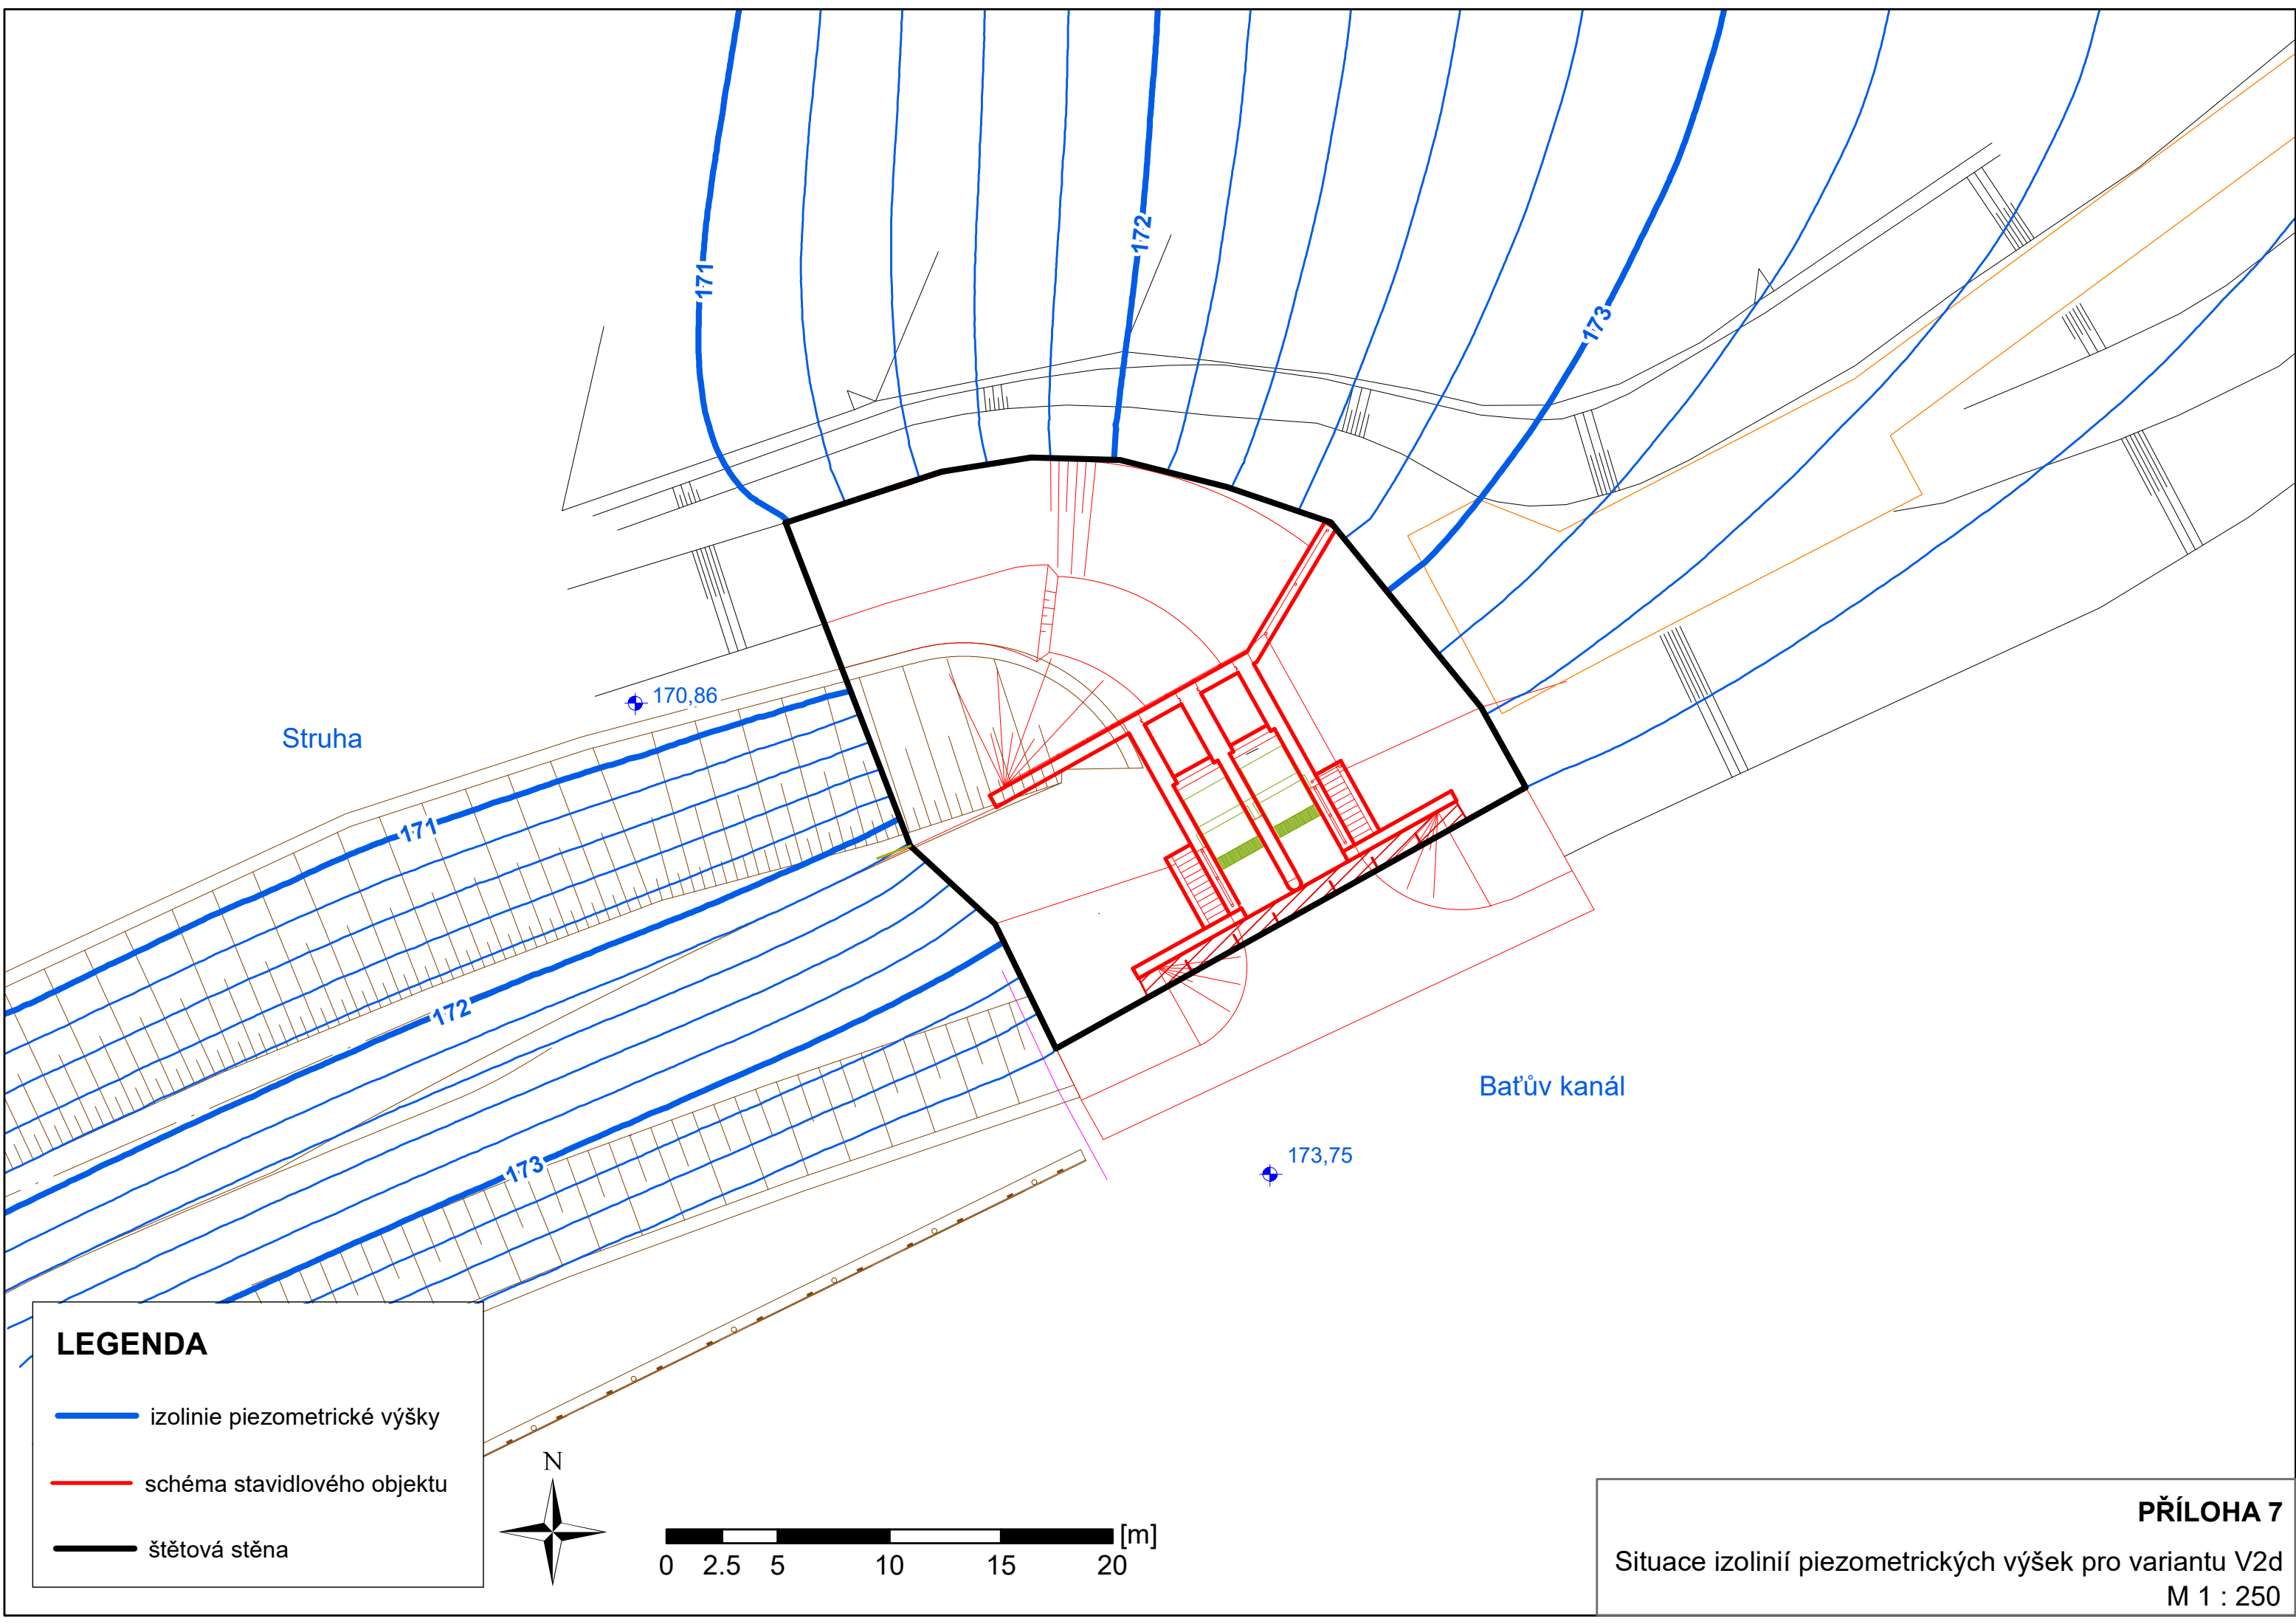 172
171
173
170,86
Struha
171
172
173
Baťův kanál
173,75
LEGENDA
izolinie piezometrické výšky
schéma stavidlového objektu
štětová stěna
N
[m]
0 2.5 5 10 15 20
PŘÍLOHA 7
Situace izolinií piezometrických výšek pro variantu V2d
M 1 : 250